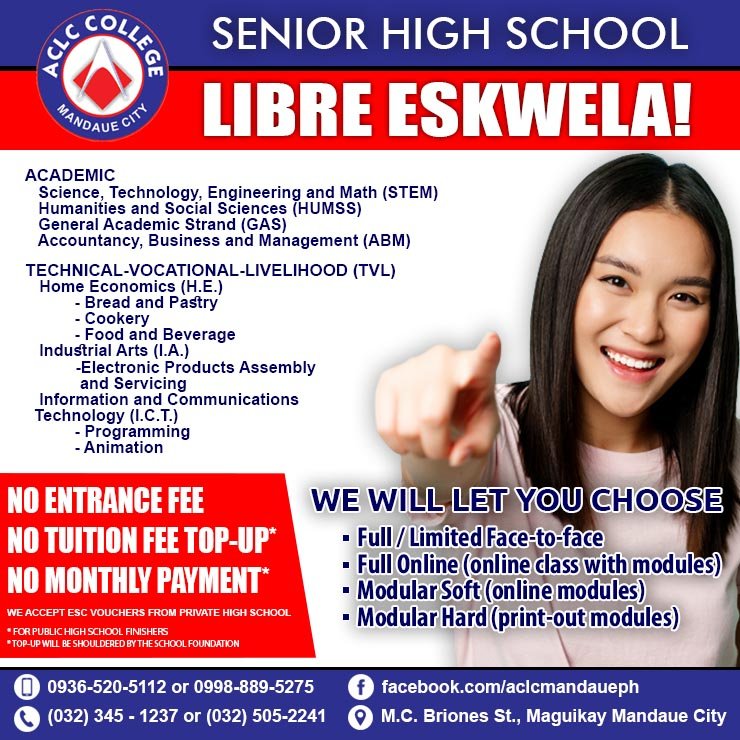 ACLC COLLEGE
MANDAUE CITY
SENIOR HIGH SCHOOL
LIBRE ESKWELA!
ACADEMIC
Science, Technology, Engineering and Math (STEM)
Humanities and Social Sciences (HUMSS)
General Academic Strand (GAS)
Accountancy, Business and Management (ABM)
TECHNICAL-VOCATIONAL-LIVELIHOOD (TVL)
Home Economics (H.E.)
- Bread and Pastry
- Cookery
- Food and Beverage
Industrial Arts (I.A.)
-Electronic Products Assembly
and Servicing
Information and Communications
Technology (I.C.T.)
- Programming
- Animation
NO ENTRANCE FEE
NO TUITION FEE TOP-UP*
NO MONTHLY PAYMENT*
WE ACCEPT ESC VOUCHERS FROM PRIVATE HIGH SCHOOL
* FOR PUBLIC HIGH SCHOOL FINISHERS
* TOP-UP WILL BE SHOULDERED BY THE SCHOOL FOUNDATION
WE WILL LET YOU CHOOSE
▪ Full / Limited Face-to-face
▪ Full Online (online class with modules)
▪ Modular Soft (online modules)
▪ Modular Hard (print-out modules)
0936-520-5112 or 0998-889-5275
(032) 345 - 1237 or (032) 505-2241
facebook.com/aclcmandaueph
M.C. Briones St., Maguikay Mandaue City